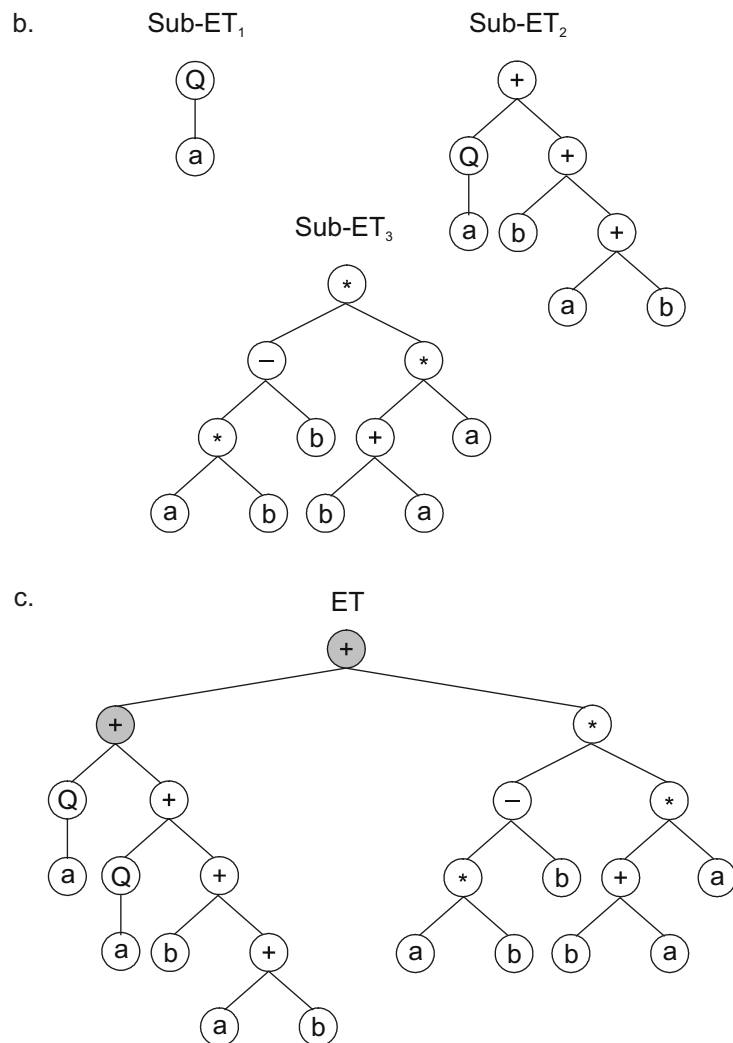 b. Sub-ET₁ Sub-ET₂
Q +
a Q +
a b +
Sub-ET₃
* a b
− *
* b + a
a b b a
c. ET
+
+ *
Q + − *
a Q + * b + a
a b + a b b a
a b